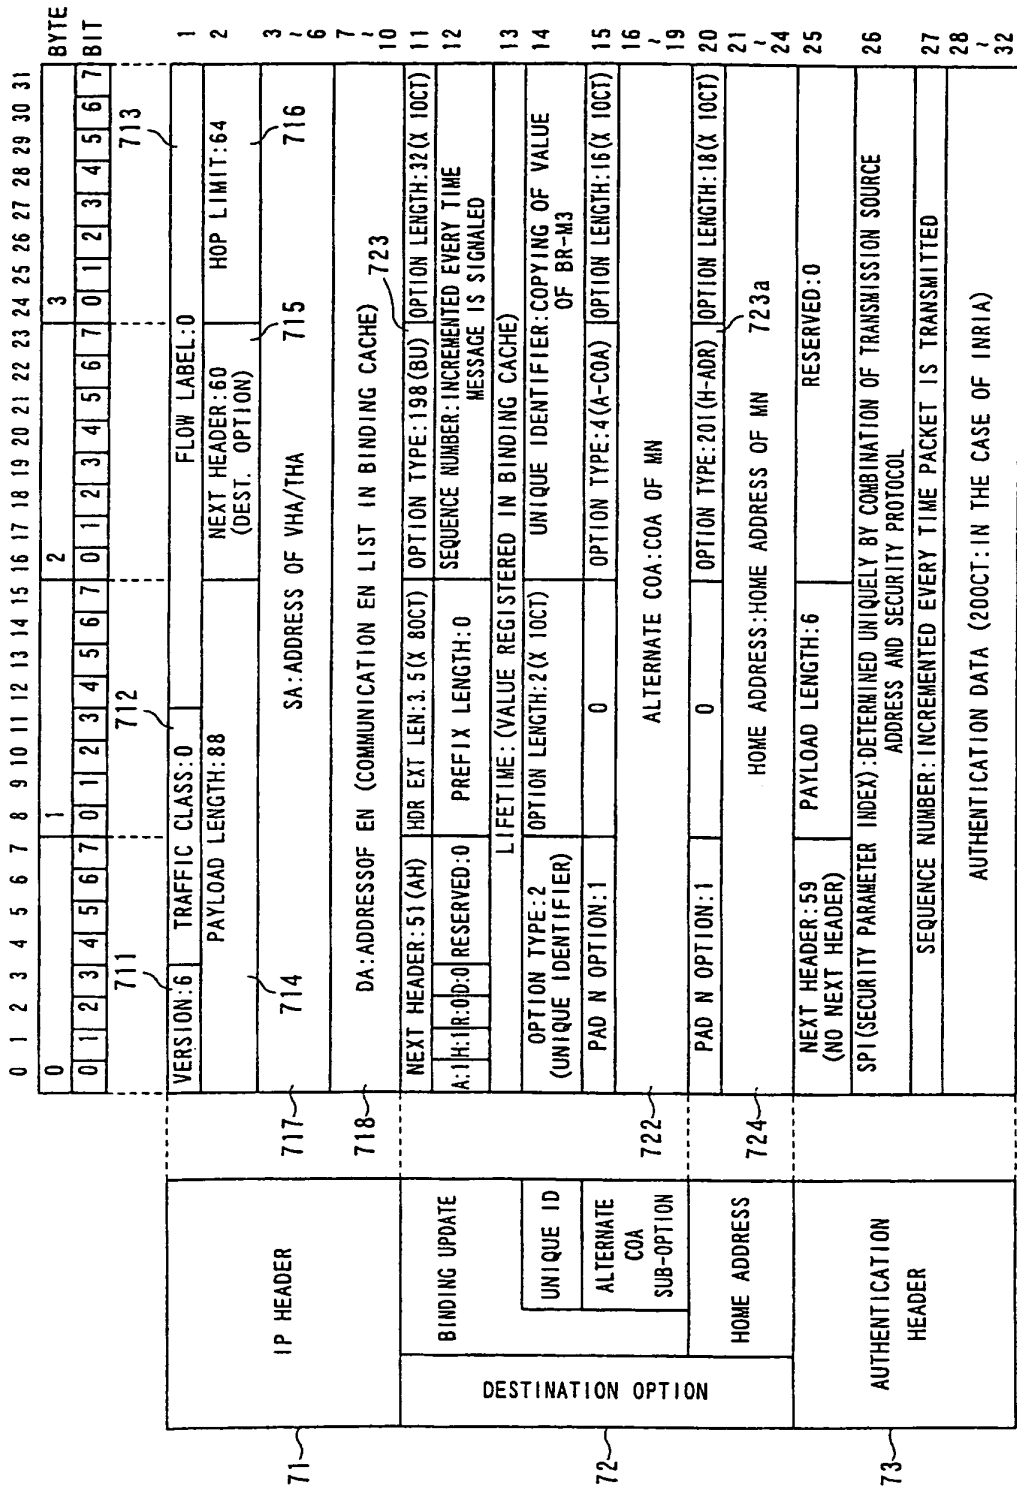 0 1 2 3 4 5 6 7 8 9 10 11 12 13 14 15 16 17 18 19 20 21 22 23 24 25 26 27 28 29 30 31
0 1 2 3 BYTE
0 1 2 3 4 5 6 7 0 1 2 3 4 5 6 7 0 1 2 3 4 5 6 7 0 1 2 3 4 5 6 7 BIT
711 712 713
VERSION:6 TRAFFIC CLASS:0 FLOW LABEL:0 1
PAYLOAD LENGTH:88 NEXT HEADER:60 HOP LIMIT:64 2
(DEST. OPTION)
714 715 716
IP HEADER
71
717 SA:ADDRESS OF VHA/THA 3
~
6
718 DA:ADDRESSOF EN (COMMUNICATION EN LIST IN BINDING CACHE) 7
~
10
723
NEXT HEADER:51(AH) HDR EXT LEN:3.5(X 8OCT) OPTION TYPE:198(BU) OPTION LENGTH:32(X 1OCT) 11
A:1 H:1 R:0 D:0 RESERVED:0 PREFIX LENGTH:0 SEQUENCE NUMBER:INCREMENTED EVERY TIME 12
MESSAGE IS SIGNALED
BINDING UPDATE
LIFETIME:(VALUE REGISTERED IN BINDING CACHE) 13
UNIQUE ID
OPTION TYPE:2 OPTION LENGTH:2(X 1OCT) UNIQUE IDENTIFIER:COPYING OF VALUE 14
(UNIQUE IDENTIFIER) OF BR-M3
ALTERNATE
COA
SUB-OPTION
PAD N OPTION:1 0 OPTION TYPE:4(A-COA) OPTION LENGTH:16(X 1OCT) 15
722 ALTERNATE COA:COA OF MN 16
~
19
DESTINATION OPTION
72
HOME ADDRESS
PAD N OPTION:1 0 OPTION TYPE:201(H-ADR) OPTION LENGTH:18(X 1OCT) 20
723a
724 HOME ADDRESS:HOME ADDRESS OF MN 21
~
24
AUTHENTICATION
HEADER
73
NEXT HEADER:59 PAYLOAD LENGTH:6 RESERVED:0 25
(NO NEXT HEADER)
SPI(SECURITY PARAMETER INDEX):DETERMINED UNIQUELY BY COMBINATION OF TRANSMISSION SOURCE 26
ADDRESS AND SECURITY PROTOCOL
SEQUENCE NUMBER:INCREMENTED EVERY TIME PACKET IS TRANSMITTED 27
AUTHENTICATION DATA (20OCT:IN THE CASE OF INRIA) 28
~
32